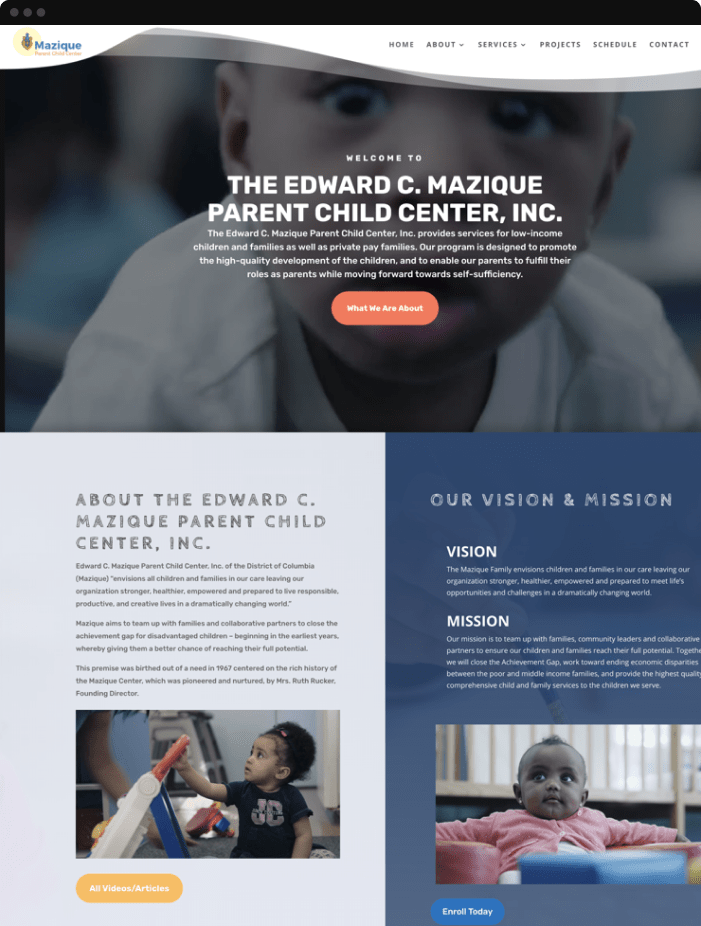 Mazique
Parent Child Center
HOME ABOUT SERVICES PROJECTS SCHEDULE CONTACT
WELCOME TO
THE EDWARD C. MAZIQUE
PARENT CHILD CENTER, INC.
The Edward C. Mazique Parent Child Center, Inc. provides services for low-income
children and families as well as private pay families. Our program is designed to promote
the high-quality development of the children, and to enable our parents to fulfill their
roles as parents while moving forward towards self-sufficiency.
What We Are About
ABOUT THE EDWARD C.
MAZIQUE PARENT CHILD
CENTER, INC.
Edward C. Mazique Parent Child Center, Inc. of the District of Columbia
(Mazique) "envisions all children and families in our care leaving our
organization stronger, healthier, empowered and prepared to live responsible,
productive, and creative lives in a dramatically changing world."
Mazique aims to team up with families and collaborative partners to close the
achievement gap for disadvantaged children – beginning in the earliest years,
whereby giving them a better chance of reaching their full potential.
This premise was birthed out of a need in 1967 centered on the rich history of
the Mazique Center, which was pioneered and nurtured, by Mrs. Ruth Rucker,
Founding Director.
JC
All Videos/Articles
OUR VISION & MISSION
VISION
The Mazique Family envisions children and families in our care leaving our
organization stronger, healthier, empowered and prepared to meet life's
opportunities and challenges in a dramatically changing world.
MISSION
Our mission is to team up with families, community leaders and collaborative
partners to ensure our children and families reach their full potential. Togethe
we will close the Achievement Gap, work toward ending economic disparities
between the poor and middle income families, and provide the highest quality
comprehensive child and family services to the children we serve.
Enroll Today